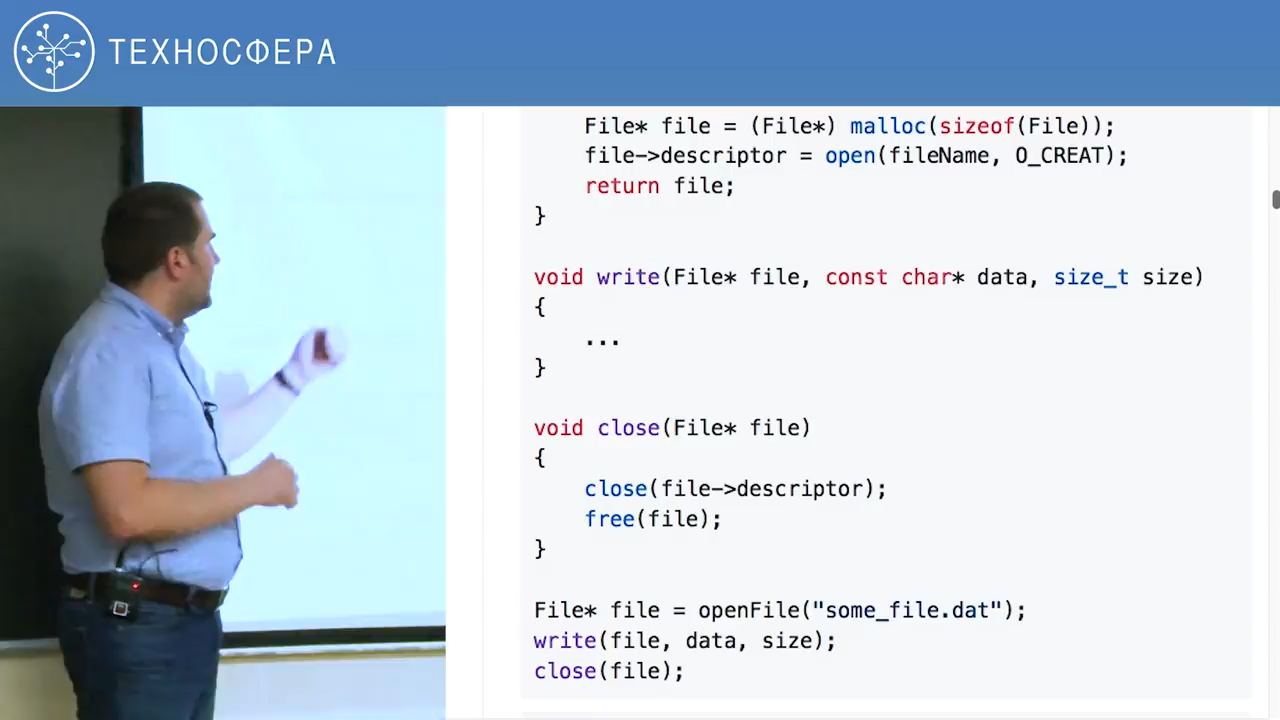 ТЕХНОСФЕРА
File* file = (File*) malloc(sizeof(File));
file->descriptor = open(fileName, O_CREAT);
return file;
}
void write(File* file, const char* data, size_t size)
{
...
}
void close(File* file)
{
close(file->descriptor);
free(file);
}
File* file = openFile("some_file.dat");
write(file, data, size);
close(file);